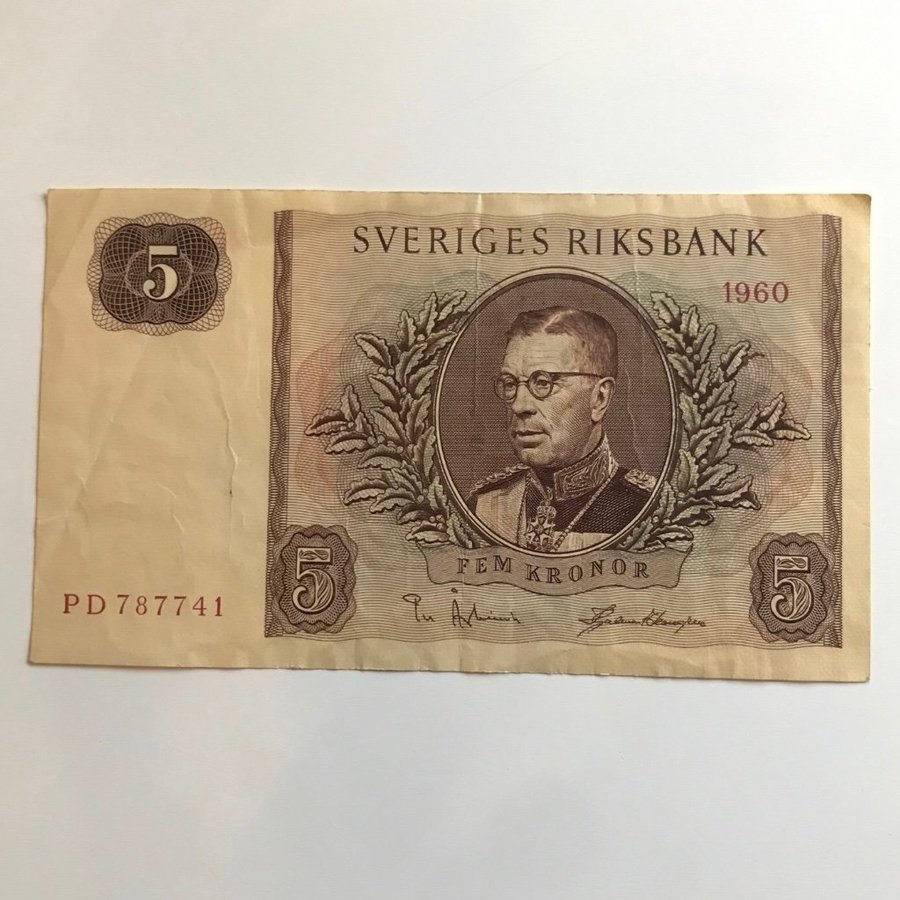 5
SVERIGES RIKSBANK
1960
FEM KRONOR
5
5
PD 787741